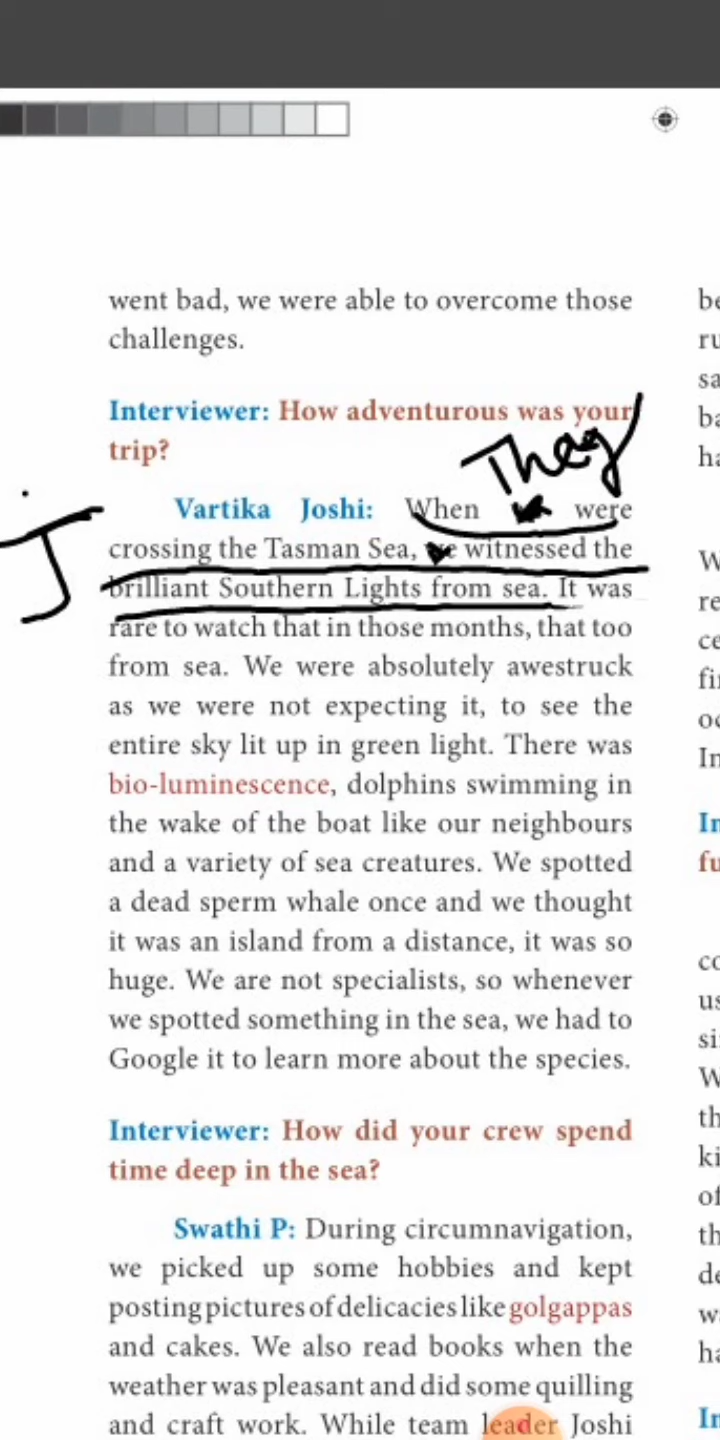 went bad, we were able to overcome those
challenges.
Interviewer: How adventurous was your
trip?
They
Vartika Joshi: When were
crossing the Tasman Sea, we witnessed the
brilliant Southern Lights from sea. It was
rare to watch that in those months, that too
from sea. We were absolutely awestruck
as we were not expecting it, to see the
entire sky lit up in green light. There was
bio-luminescence, dolphins swimming in
the wake of the boat like our neighbours
and a variety of sea creatures. We spotted
a dead sperm whale once and we thought
it was an island from a distance, it was so
huge. We are not specialists, so whenever
we spotted something in the sea, we had to
Google it to learn more about the species.
Interviewer: How did your crew spend
time deep in the sea?
Swathi P: During circumnavigation,
we picked up some hobbies and kept
posting pictures of delicacies like golgappas
and cakes. We also read books when the
weather was pleasant and did some quilling
and craft work. While team leader Joshi